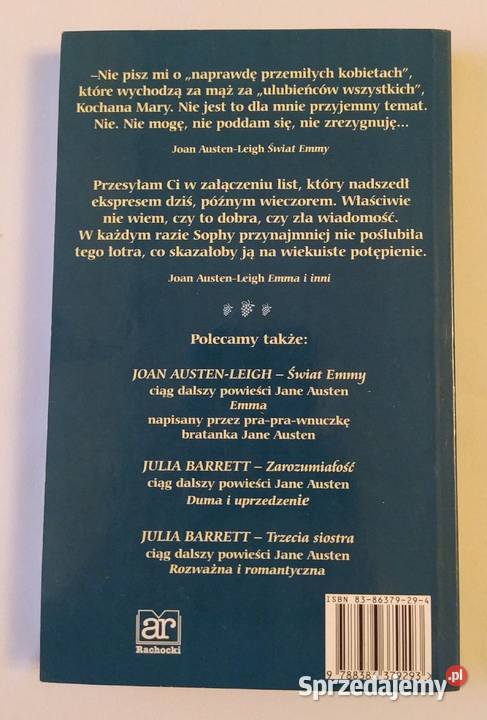 –Nie pisz mi o „naprawdę przemiłych kobietach”,
które wychodzą za mąż za „ulubieńców wszystkich”,
Kochana Mary. Nie jest to dla mnie przyjemny temat.
Nie. Nie mogę, nie poddam się, nie zrezygnuję...
Joan Austen-Leigh Świat Emmy
Przesyłam Ci w załączeniu list, który nadszedł
ekspresem dziś, późnym wieczorem. Właściwie
nie wiem, czy to dobra, czy zła wiadomość.
W każdym razie Sophy przynajmniej nie poślubiła
tego łotra, co skazałoby ją na wiekuiste potępienie.
Joan Austen-Leigh Emma i inni
Polecamy także:
JOAN AUSTEN-LEIGH – Świat Emmy
ciąg dalszy powieści Jane Austen
Emma
napisany przez pra-pra-wnuczkę
bratanka Jane Austen
JULIA BARRETT – Zarozumiałość
ciąg dalszy powieści Jane Austen
Duma i uprzedzenie
JULIA BARRETT – Trzecia siostra
ciąg dalszy powieści Jane Austen
Rozważna i romantyczna
ISBN 83-86379-29-4
ar
Rachocki
9 788386 379293 >
Sprzedajemy.pl